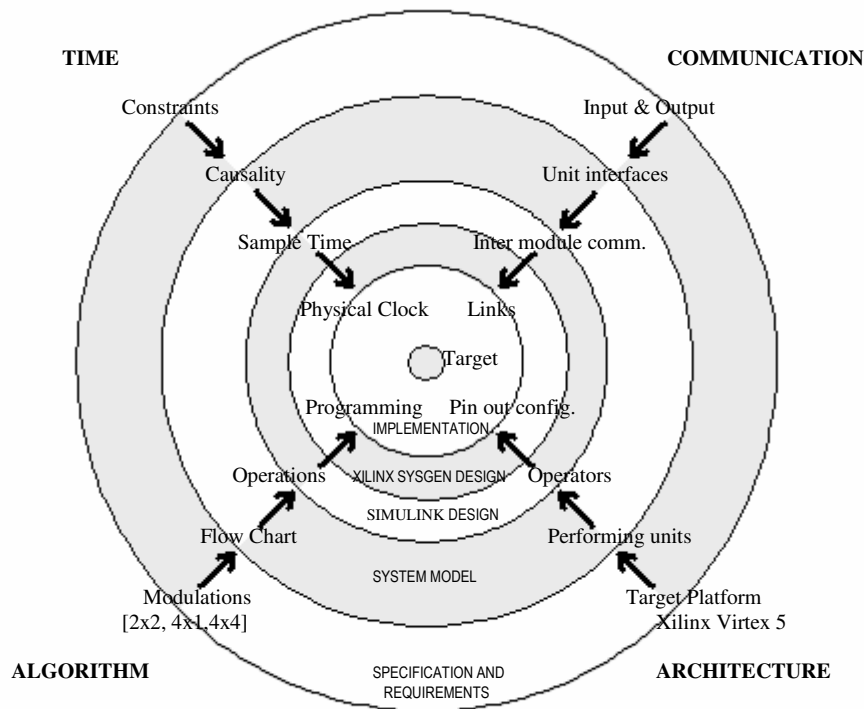 TIME
COMMUNICATION
Constraints
Input & Output
Causality
Unit interfaces
Sample Time
Inter module comm.
Physical Clock
Links
Target
Programming
Pin out config.
IMPLEMENTATION
Operations
XILINX SYSGEN DESIGN
Operators
SIMULINK DESIGN
Flow Chart
Performing units
SYSTEM MODEL
Modulations
[2x2, 4x1,4x4]
Target Platform
Xilinx Virtex 5
ALGORITHM
SPECIFICATION AND
REQUIREMENTS
ARCHITECTURE